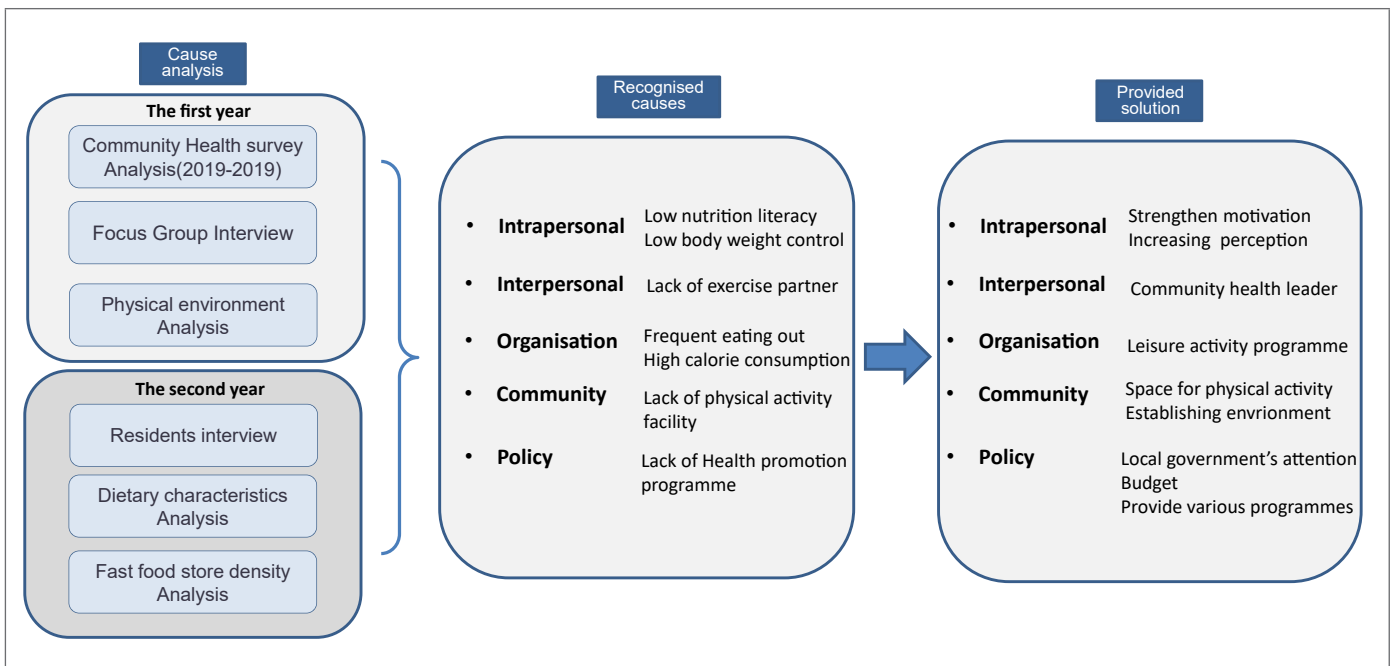 Cause
analysis
The first year
Community Health survey
Analysis(2019-2019)
Focus Group Interview
Physical environment
Analysis
The second year
Residents interview
Dietary characteristics
Analysis
Fast food store density
Analysis
Recognised
causes
• Intrapersonal Low nutrition literacy
Low body weight control
• Interpersonal Lack of exercise partner
• Organisation Frequent eating out
High calorie consumption
• Community Lack of physical activity
facility
• Policy Lack of Health promotion
programme
Provided
solution
• Intrapersonal Strengthen motivation
Increasing perception
• Interpersonal Community health leader
• Organisation Leisure activity programme
• Community Space for physical activity
Establishing envrionment
• Policy Local government's attention
Budget
Provide various programmes